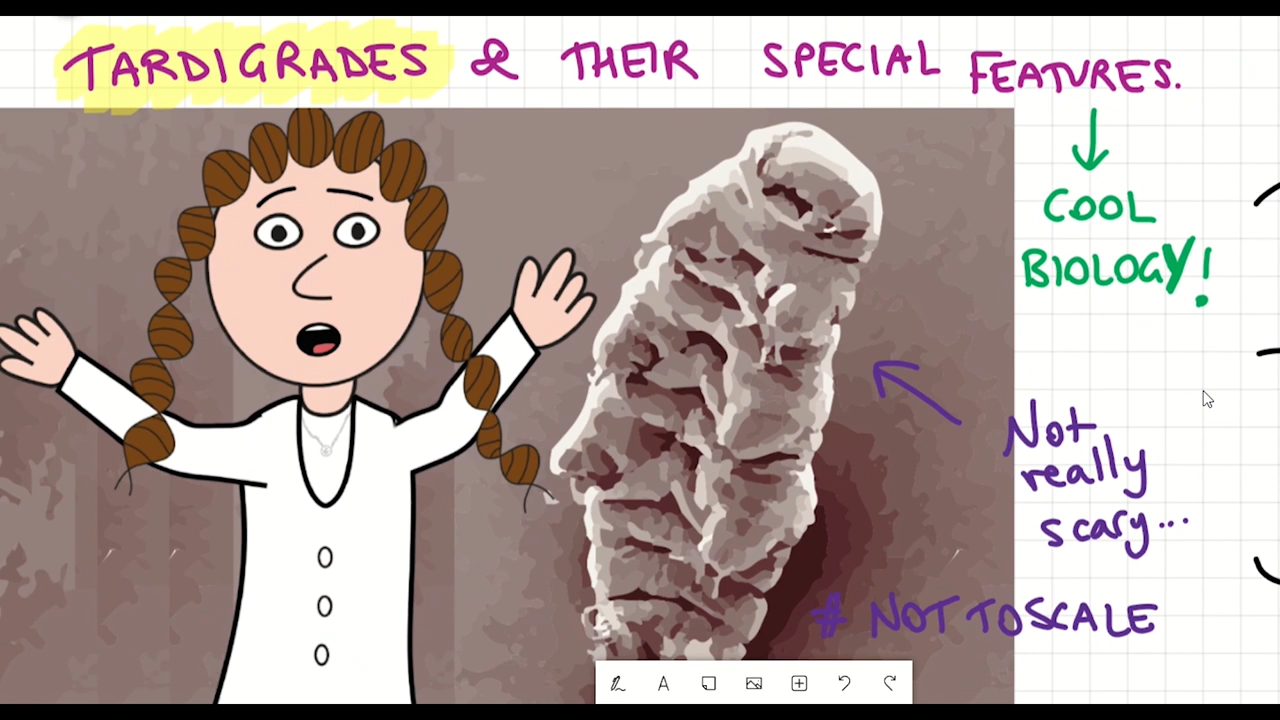 TARDIGRADES & THEIR SPECIAL FEATURES.
COOL
BIOLOGY!
Not
really
scary...
# NOT TO SCALE
A